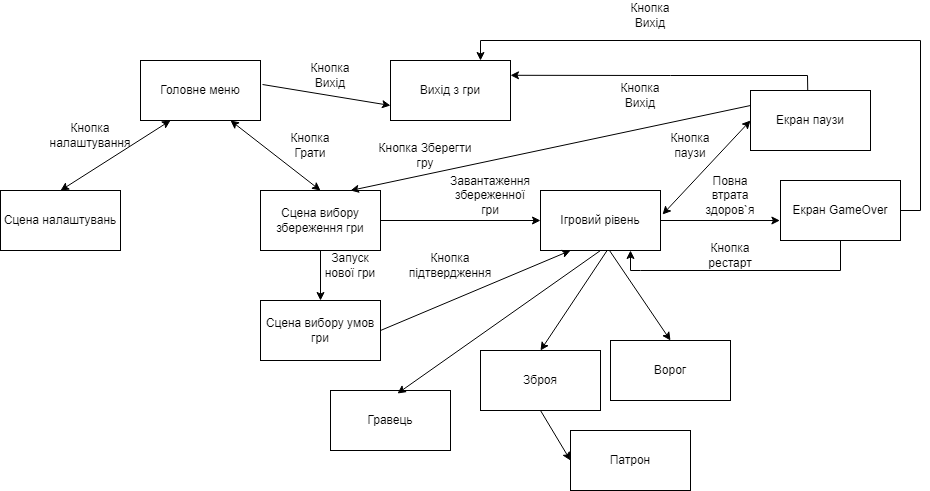 Кнопка
Вихід
Кнопка
Вихід
Головне меню
Вихід з гри
Кнопка
Вихід
Екран паузи
Кнопка
налаштування
Кнопка
Грати
Кнопка Зберегти
гру
Кнопка
паузи
Завантаження
збереженної
гри
Повна
втрата
здоров`я
Сцена налаштувань
Сцена вибору
збереження гри
Ігровий рівень
Екран GameOver
Запуск
нової гри
Кнопка
підтвердження
Кнопка
рестарт
Сцена вибору умов
гри
Зброя
Ворог
Гравець
Патрон